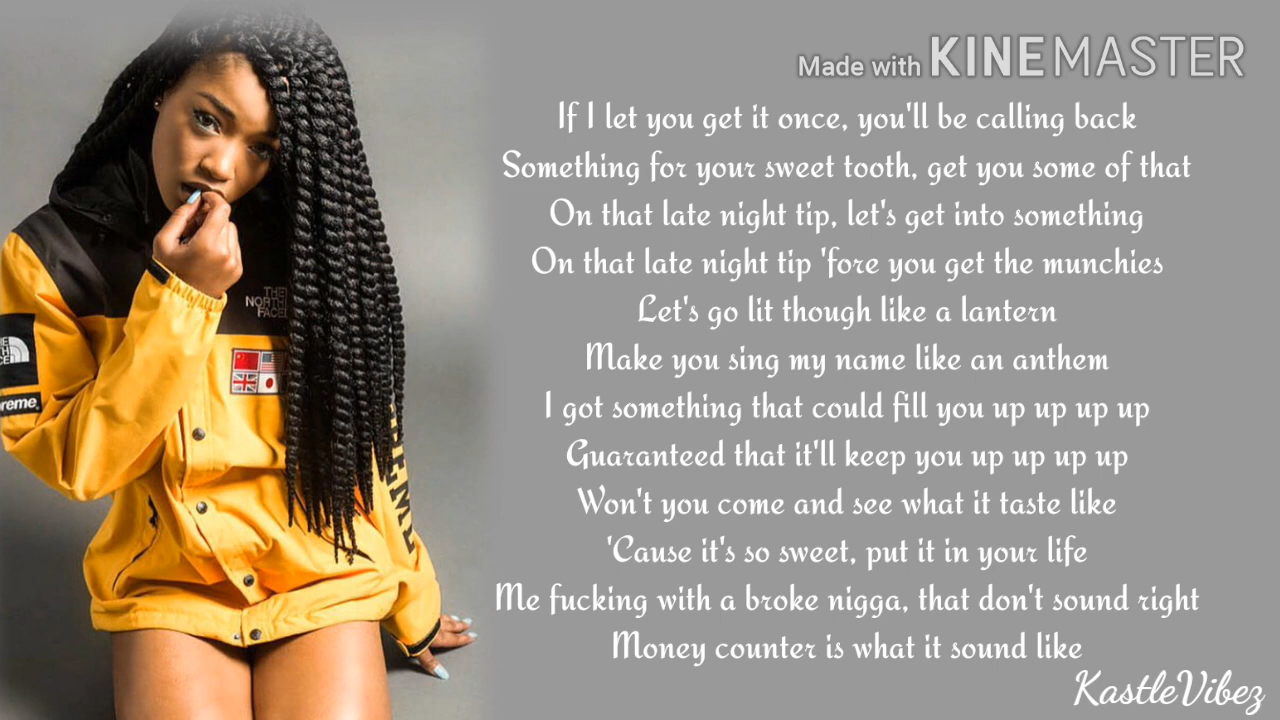 Made with KINEMASTER
If I let you get it once, you'll be calling back
Something for your sweet tooth, get you some of that
On that late night tip, let's get into something
On that late night tip 'fore you get the munchies
Let's go lit though like a lantern
Make you sing my name like an anthem
I got something that could fill you up up up up
Guaranteed that it'll keep you up up up up
Won't you come and see what it taste like
'Cause it's so sweet, put it in your life
Me fucking with a broke nigga, that don't sound right
Money counter is what it sound like
KastleVibez
THE
NORTH
FACE